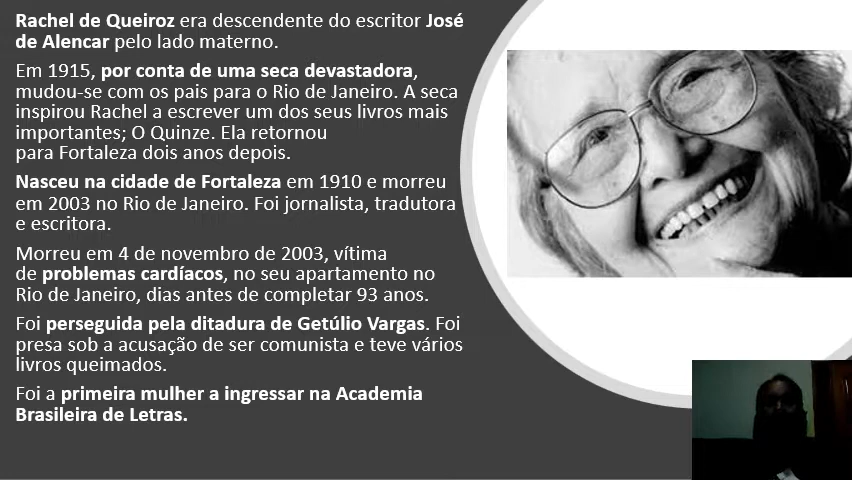 Rachel de Queiroz era descendente do escritor José
de Alencar pelo lado materno.
Em 1915, por conta de uma seca devastadora,
mudou-se com os pais para o Rio de Janeiro. A seca
inspirou Rachel a escrever um dos seus livros mais
importantes; O Quinze. Ela retornou
para Fortaleza dois anos depois.
Nasceu na cidade de Fortaleza em 1910 e morreu
em 2003 no Rio de Janeiro. Foi jornalista, tradutora
e escritora.
Morreu em 4 de novembro de 2003, vítima
de problemas cardíacos, no seu apartamento no
Rio de Janeiro, dias antes de completar 93 anos.
Foi perseguida pela ditadura de Getúlio Vargas. Foi
presa sob a acusação de ser comunista e teve vários
livros queimados.
Foi a primeira mulher a ingressar na Academia
Brasileira de Letras.